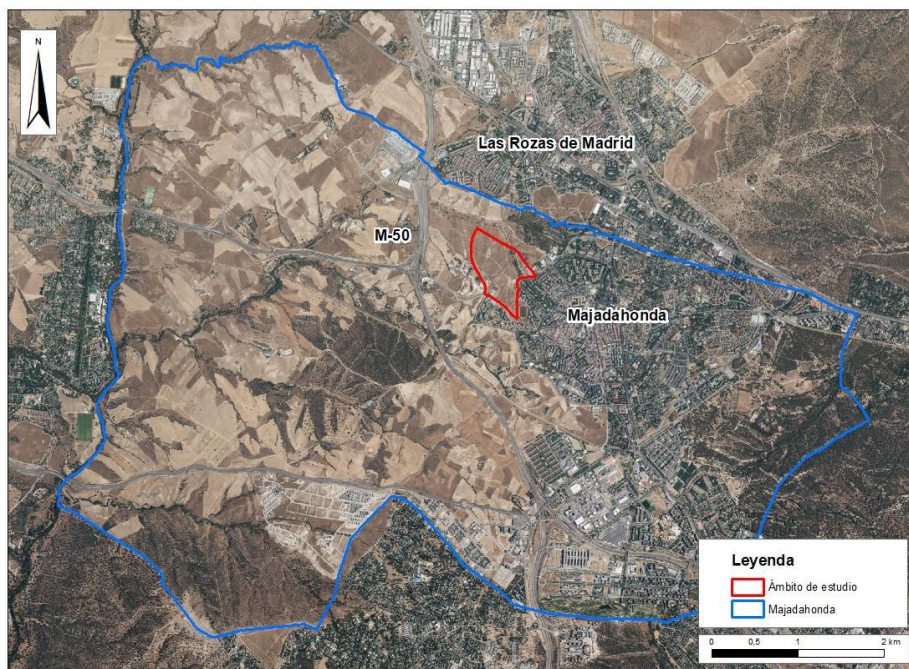 N
Las Rozas de Madrid
M-50
Majadahonda
Leyenda
Ámbito de estudio
Majadahonda
0 0,5 1 2 km